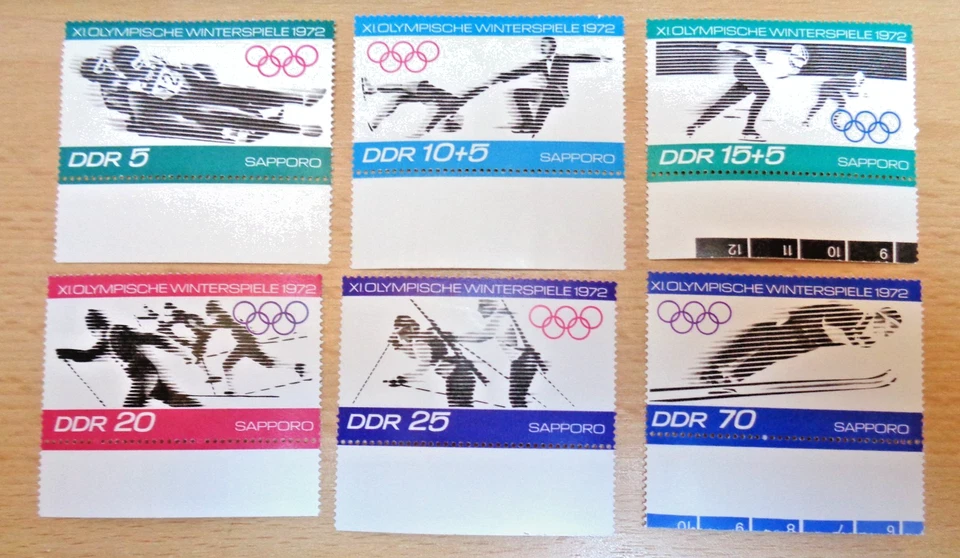 XI.OLYMPISCHE WINTERSPIELE 1972
DDR 5 SAPPORO
XI.OLYMPISCHE WINTERSPIELE 1972
DDR 10+5 SAPPORO
XI.OLYMPISCHE WINTERSPIELE 1972
DDR 15+5 SAPPORO
12 11 10 9
XI.OLYMPISCHE WINTERSPIELE 1972
DDR 20 SAPPORO
XI.OLYMPISCHE WINTERSPIELE 1972
DDR 25 SAPPORO
XI.OLYMPISCHE WINTERSPIELE 1972
DDR 70 SAPPORO
10 9 8 7 6